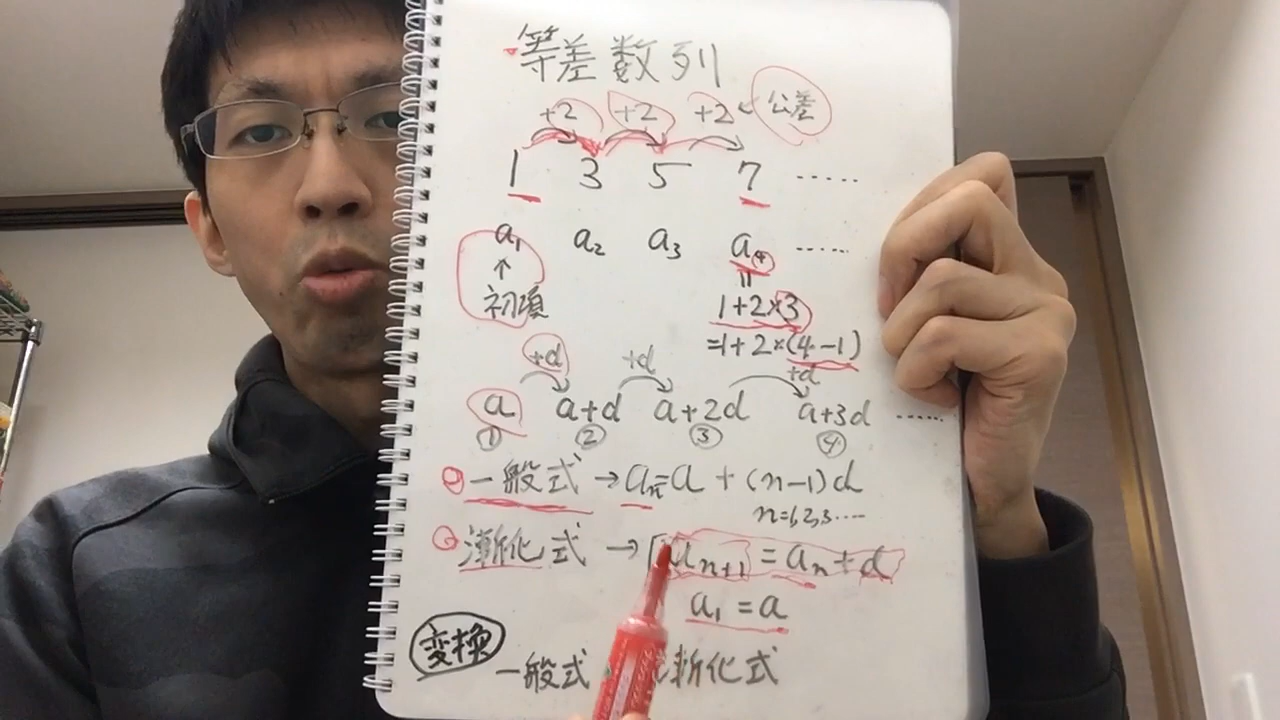 等差数列
+2 +2 +2 ← 公差
1 3 5 7 ......
a₁ a₂ a₃ a₄ ......
↑ 初項
=
1+2×3
=1+2×(4-1)
+d +d +d
a a+d a+2d a+3d ......
① ② ③ ④
一般式 → aₙ=a+(n-1)d
n=1,2,3....
漸化式 → aₙ₊₁=aₙ+d
a₁=a
変換
一般式 漸化式